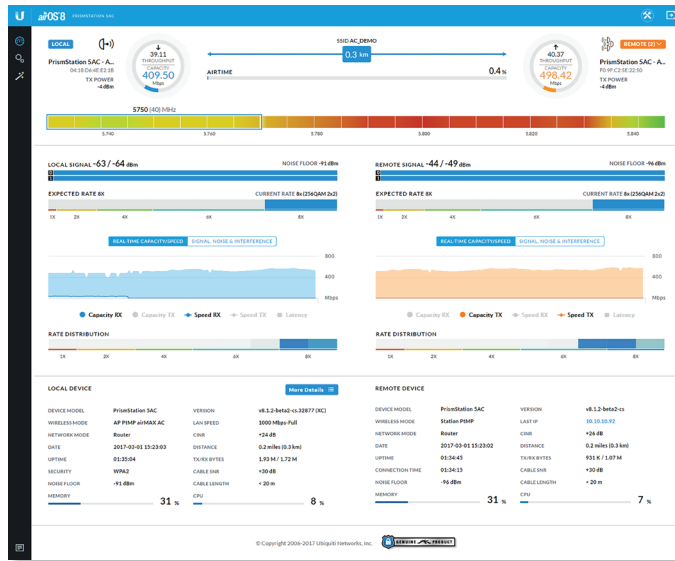 airOS'8 PRISMSTATION 5AC
LOCAL
PrismStation 5AC - A...
04:18:D6:4E:E2:1B
TX POWER
-4 dBm
39.11
THROUGHPUT
CAPACITY
409.50
Mbps
SSID AC_DEMO
0.3 km
AIRTIME 0.4 %
40.37
THROUGHPUT
CAPACITY
498.42
Mbps
REMOTE (2)
PrismStation 5AC - A...
F0:9F:C2:5E:22:50
TX POWER
-4 dBm
5750 (40) MHz
5.740 5.760 5.780 5.800 5.820 5.840
LOCAL SIGNAL -63 / -64 dBm NOISE FLOOR -91 dBm
0
1
EXPECTED RATE 8X CURRENT RATE 8x (256QAM 2x2)
1X 2X 4X 6X 8X
REAL-TIME CAPACITY/SPEED SIGNAL, NOISE & INTERFERENCE
800
400
Mbps
Capacity RX Capacity TX Speed RX Speed TX Latency
RATE DISTRIBUTION
1X 2X 4X 6X 8X
REMOTE SIGNAL -44 / -49 dBm NOISE FLOOR -96 dBm
0
1
EXPECTED RATE 8X CURRENT RATE 8x (256QAM 2x2)
1X 2X 4X 6X 8X
REAL-TIME CAPACITY/SPEED SIGNAL, NOISE & INTERFERENCE
800
400
Mbps
Capacity RX Capacity TX Speed RX Speed TX Latency
RATE DISTRIBUTION
1X 2X 4X 6X 8X
LOCAL DEVICE More Details
DEVICE MODEL PrismStation 5AC VERSION v8.1.2-beta2-cs.32877 (XC)
WIRELESS MODE AP PtMP airMAX AC LAN SPEED 1000 Mbps-Full
NETWORK MODE Router CINR +24 dB
DATE 2017-03-01 15:23:03 DISTANCE 0.2 miles (0.3 km)
UPTIME 01:35:04 TX/RX BYTES 1.93 M / 1.72 M
SECURITY WPA2 CABLE SNR +30 dB
NOISE FLOOR -91 dBm CABLE LENGTH < 20 m
MEMORY 31 % CPU 8 %
REMOTE DEVICE
DEVICE MODEL PrismStation 5AC VERSION v8.1.2-beta2-cs
WIRELESS MODE Station PtMP LAST IP 10.10.10.92
NETWORK MODE Router CINR +26 dB
DATE 2017-03-01 15:23:02 DISTANCE 0.2 miles (0.3 km)
UPTIME 01:34:45 TX/RX BYTES 931 K / 1.07 M
CONNECTION TIME 01:34:15 CABLE SNR +30 dB
NOISE FLOOR -96 dBm CABLE LENGTH < 20 m
MEMORY 31 % CPU 7 %
© Copyright 2006-2017 Ubiquiti Networks, Inc. GENUINE PRODUCT